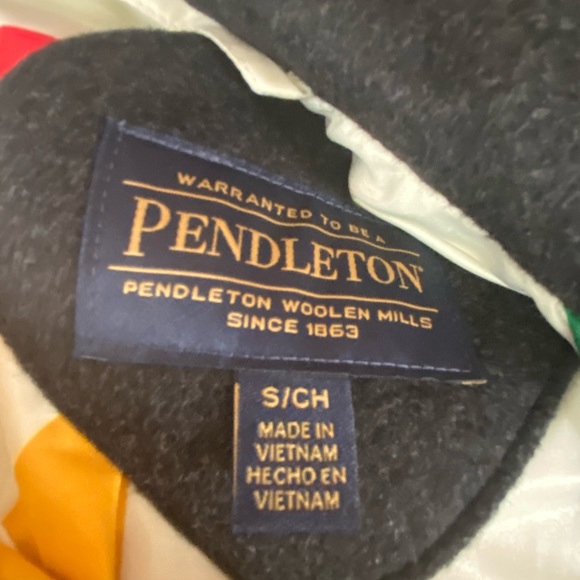 WARRANTED TO BE A
PENDLETON
PENDLETON WOOLEN MILLS
SINCE 1863
S/CH
MADE IN
VIETNAM
HECHO EN
VIETNAM